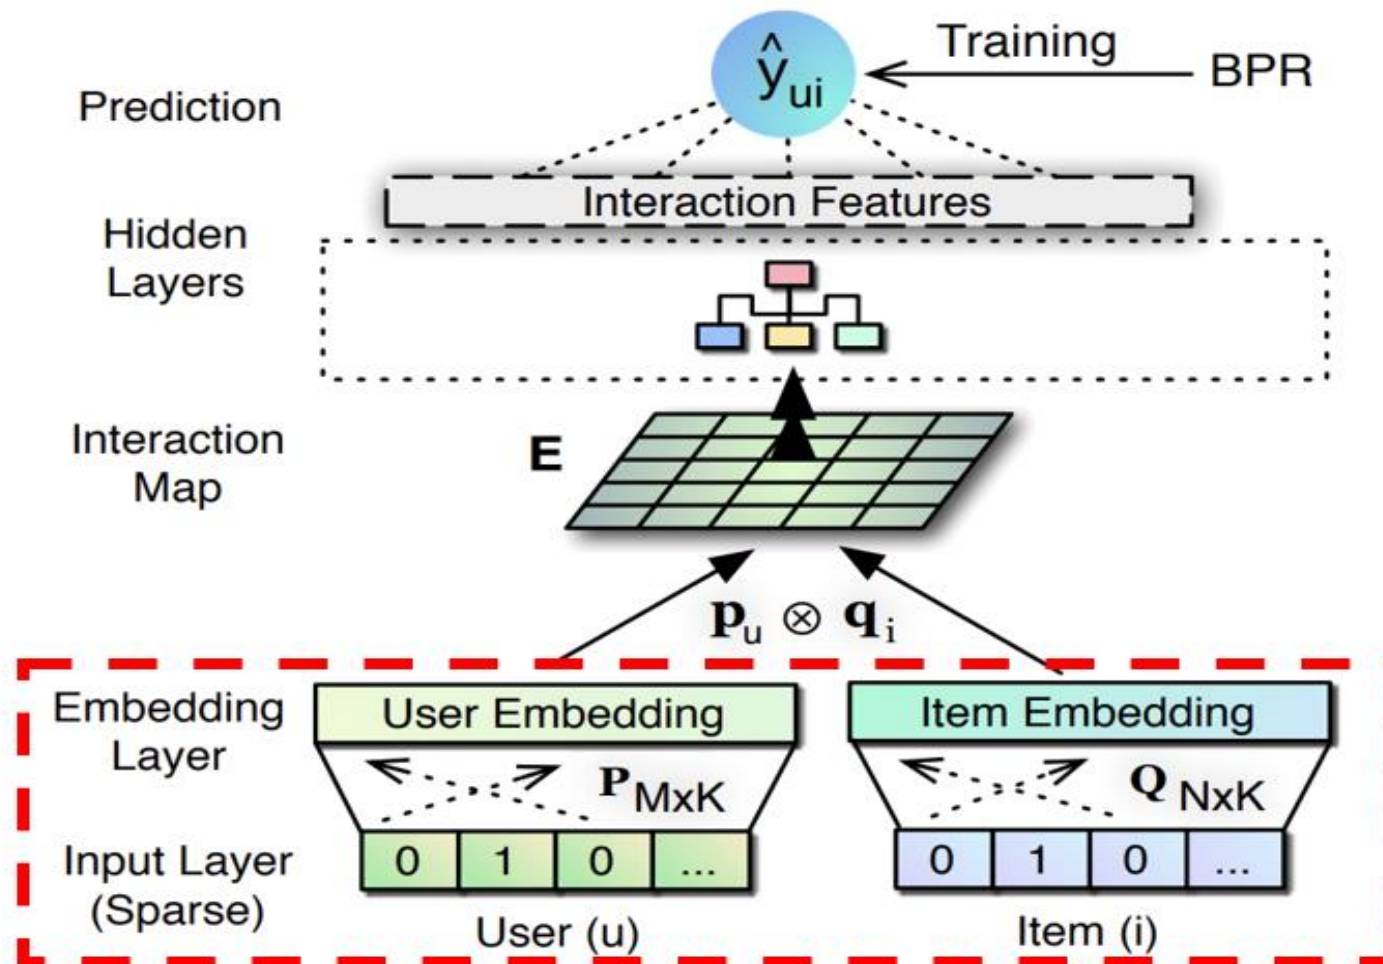 ŷui
Training
BPR
Prediction
Interaction Features
Hidden
Layers
Interaction
Map
E
pu ⊗ qi
Embedding
Layer
User Embedding
Item Embedding
PMxK
QNxK
Input Layer
(Sparse)
0 1 0 ...
0 1 0 ...
User (u)
Item (i)